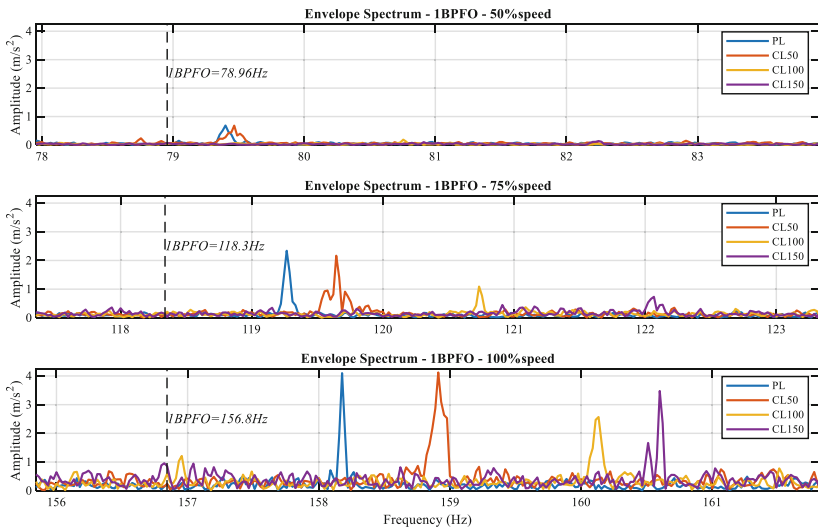 Envelope Spectrum - 1BPFO - 50%speed
Amplitude (m/s²)
4
3
2
1
0
1BPFO=78.96Hz
PL
CL50
CL100
CL150
78 79 80 81 82 83
Envelope Spectrum - 1BPFO - 75%speed
Amplitude (m/s²)
4
3
2
1
0
1BPFO=118.3Hz
PL
CL50
CL100
CL150
118 119 120 121 122 123
Envelope Spectrum - 1BPFO - 100%speed
Amplitude (m/s²)
4
3
2
1
0
1BPFO=156.8Hz
PL
CL50
CL100
CL150
156 157 158 159 160 161
Frequency (Hz)